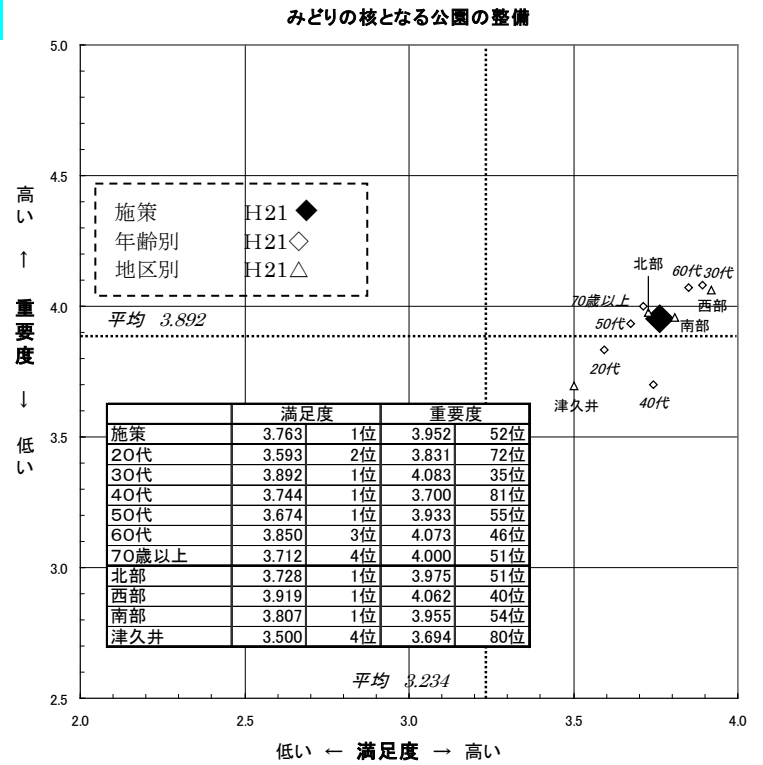 みどりの核となる公園の整備
5.0
4.5
4.0
3.5
3.0
2.5
2.0 2.5 3.0 3.5 4.0
高い ↑ 重要度 ↓ 低い
低い ← 満足度 → 高い
施策 H21◆
年齢別 H21◇
地区別 H21△
平均 3.892
平均 3.234
北部
60代
30代
70歳以上
西部
50代
南部
20代
津久井
40代
満足度 重要度
施策 3.763 1位 3.952 52位
20代 3.593 2位 3.831 72位
30代 3.892 1位 4.083 35位
40代 3.744 1位 3.700 81位
50代 3.674 1位 3.933 55位
60代 3.850 3位 4.073 46位
70歳以上 3.712 4位 4.000 51位
北部 3.728 1位 3.975 51位
西部 3.919 1位 4.062 40位
南部 3.807 1位 3.955 54位
津久井 3.500 4位 3.694 80位